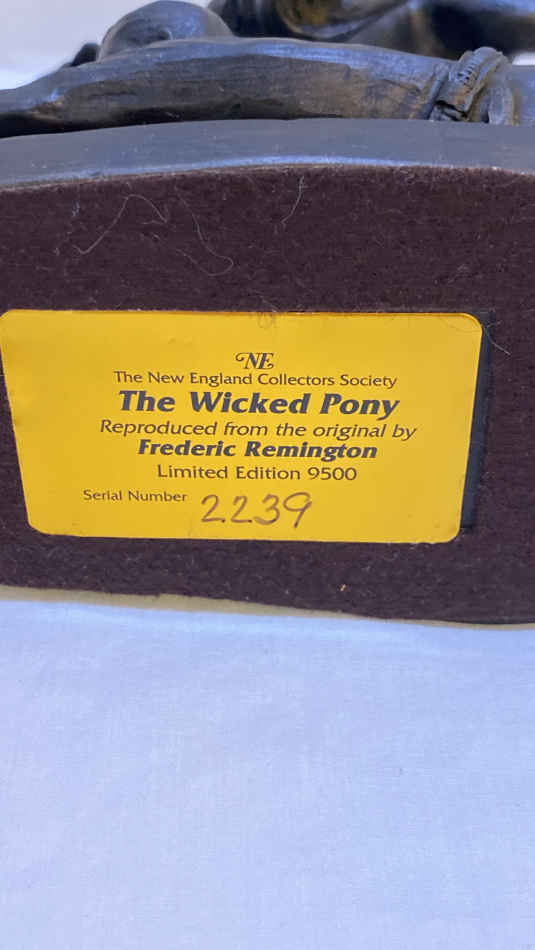 NE
The New England Collectors Society
The Wicked Pony
Reproduced from the original by
Frederic Remington
Limited Edition 9500
Serial Number 2239